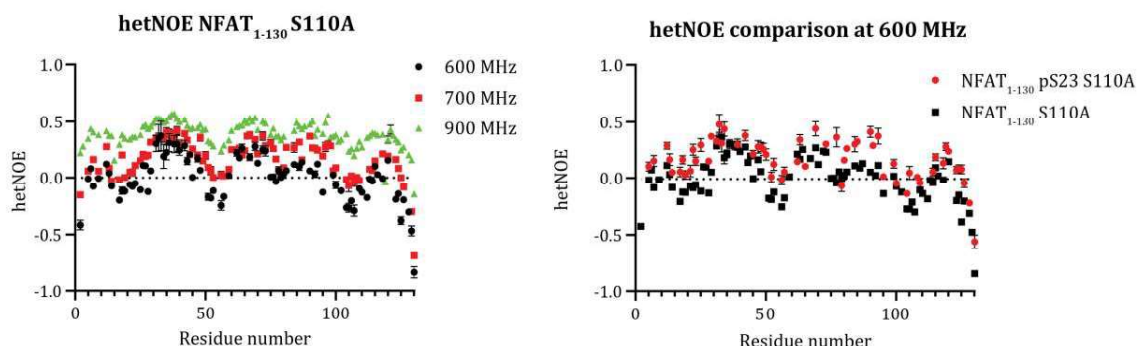 hetNOE NFAT1-130 S110A
1.0
0.5
0.0
-0.5
-1.0
hetNOE
0
50
100
Residue number
600 MHz
700 MHz
900 MHz
hetNOE comparison at 600 MHz
1.0
0.5
0.0
-0.5
-1.0
hetNOE
0
50
100
Residue number
NFAT1-130 pS23 S110A
NFAT1-130 S110A